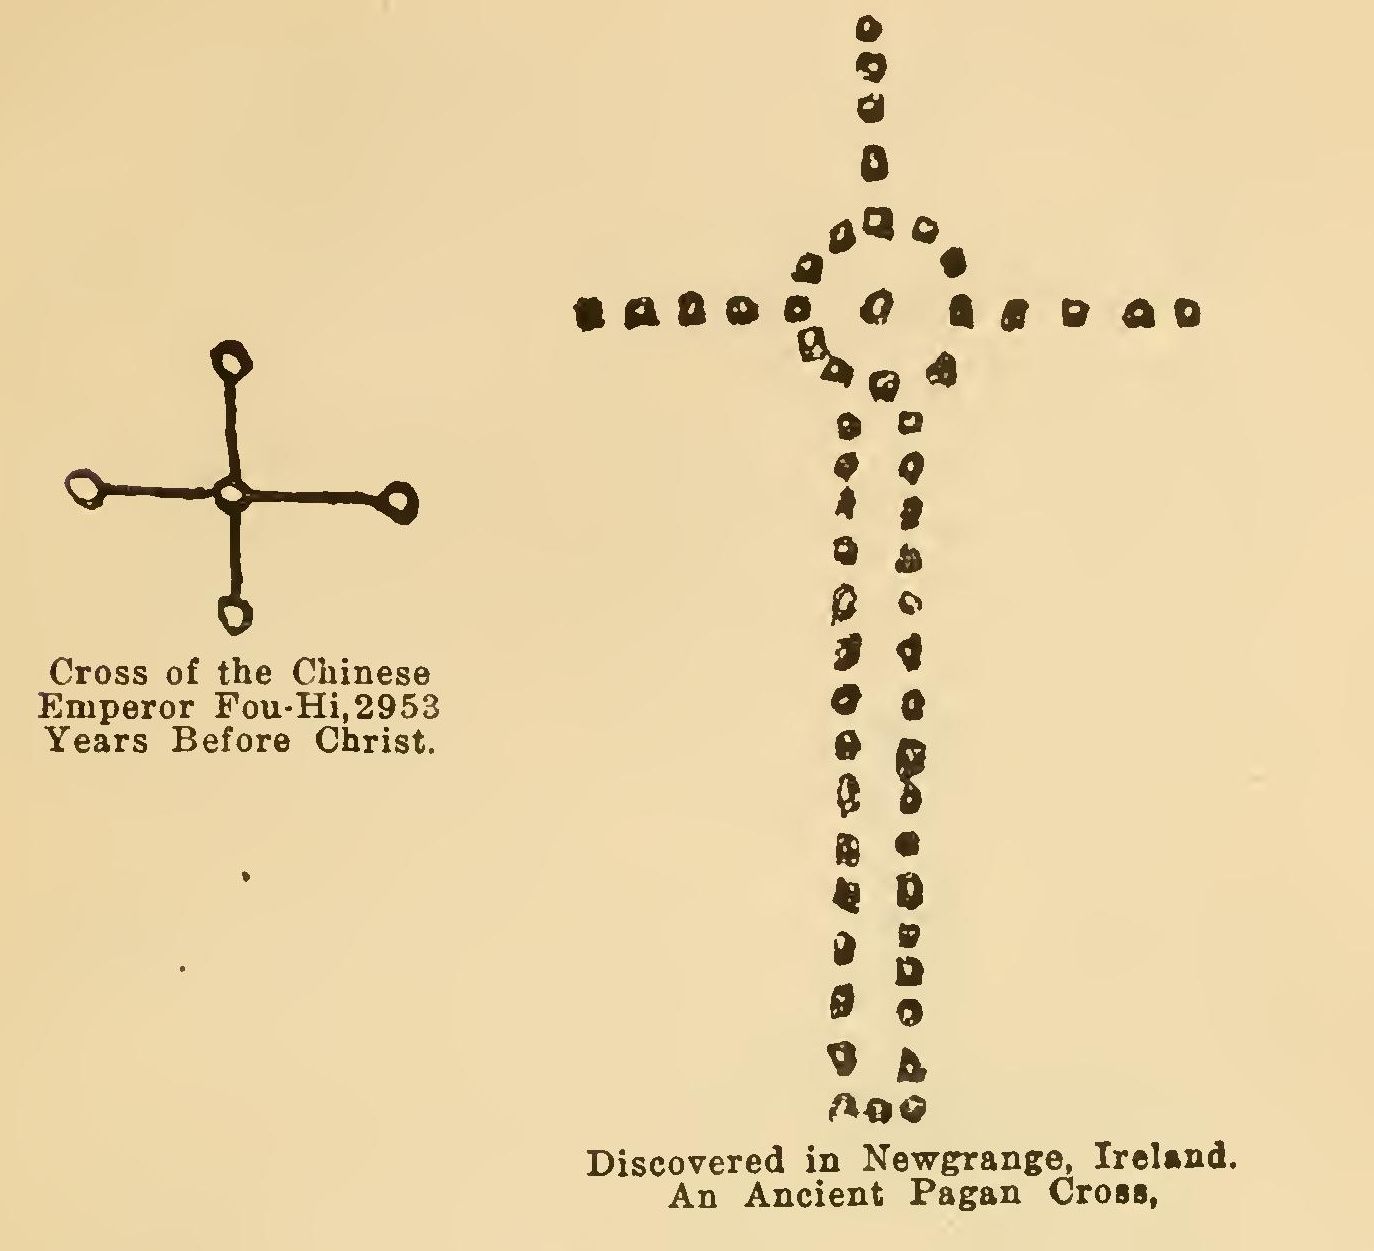 Cross of the Chinese
Emperor Fou-Hi, 2953
Years Before Christ.
Discovered in Newgrange, Ireland.
An Ancient Pagan Cross,